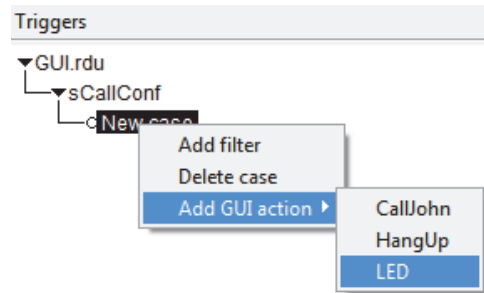 Triggers
GUI.rdu
sCallConf
New case
Add filter
Delete case
Add GUI action
CallJohn
HangUp
LED